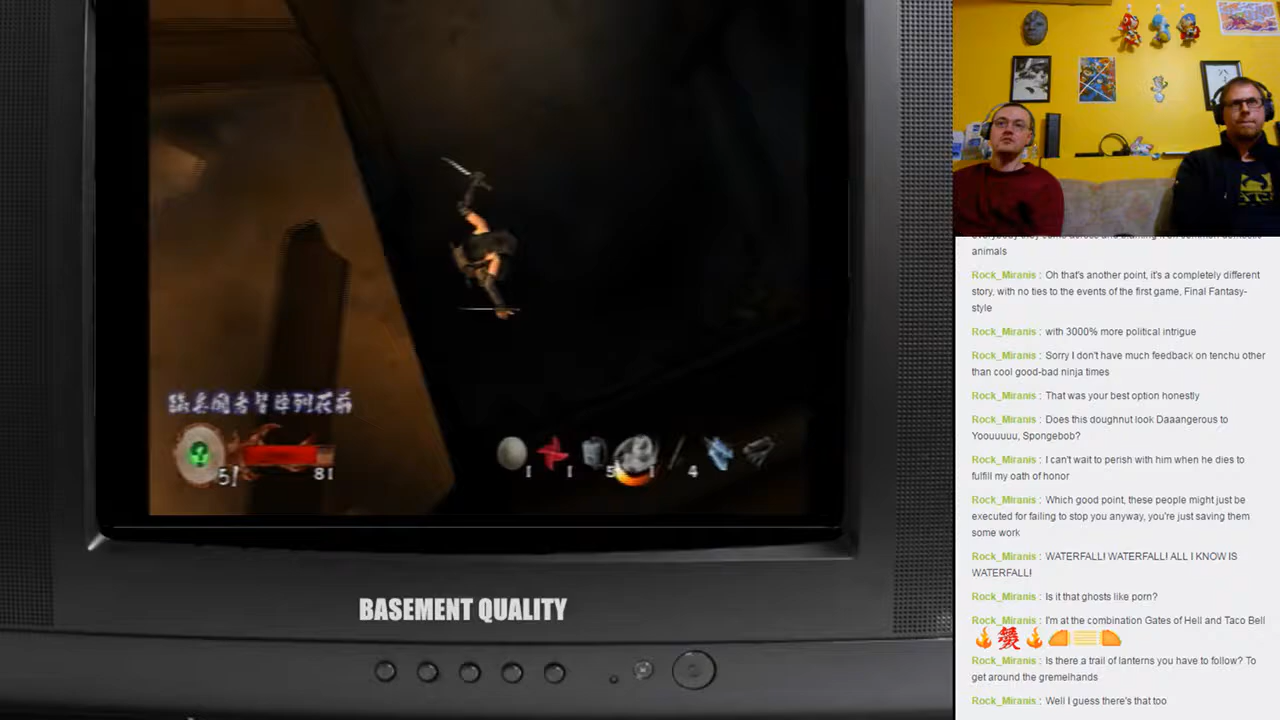 51
81
1
1
5
1
4
BASEMENT QUALITY
animals
Rock_Miranis : Oh that's another point, it's a completely different
story, with no ties to the events of the first game, Final Fantasy-
style
Rock_Miranis : with 3000% more political intrigue
Rock_Miranis : Sorry I don't have much feedback on tenchu other
than cool good-bad ninja times
Rock_Miranis : That was your best option honestly
Rock_Miranis : Does this doughnut look Daaangerous to
Yoouuuuu, Spongebob?
Rock_Miranis : I can't wait to perish with him when he dies to
fulfill my oath of honor
Rock_Miranis : Which good point, these people might just be
executed for failing to stop you anyway, you're just saving them
some work
Rock_Miranis : WATERFALL! WATERFALL! ALL I KNOW IS
WATERFALL!
Rock_Miranis : Is it that ghosts like porn?
Rock_Miranis : I'm at the combination Gates of Hell and Taco Bell
Rock_Miranis : Is there a trail of lanterns you have to follow? To
get around the gremelhands
Rock_Miranis : Well I guess there's that too